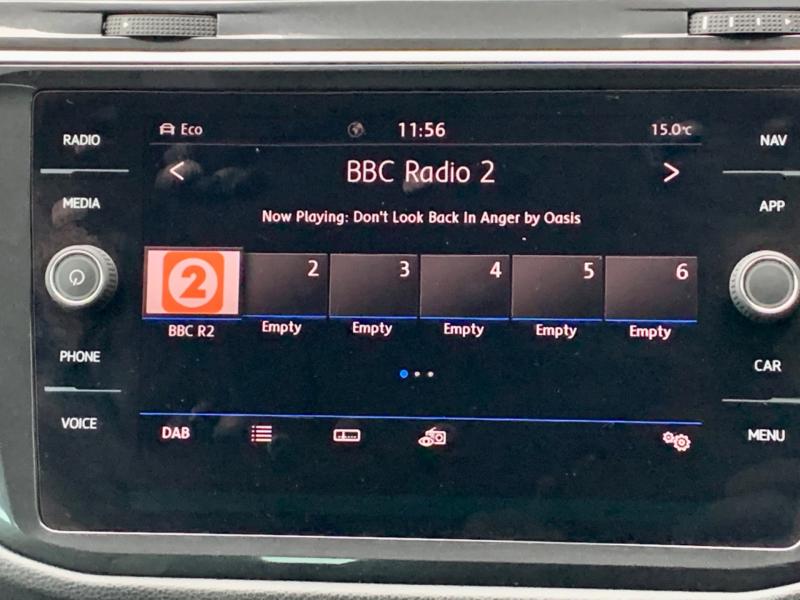 RADIO
MEDIA
PHONE
VOICE
Eco 11:56 15.0°C
BBC Radio 2
Now Playing: Don't Look Back In Anger by Oasis
2 2 3 4 5 6
BBC R2 Empty Empty Empty Empty Empty
DAB
NAV
APP
CAR
MENU